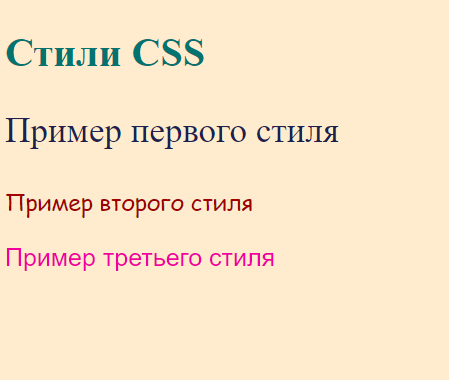 Стили CSS
Пример первого стиля
Пример второго стиля
Пример третьего стиля